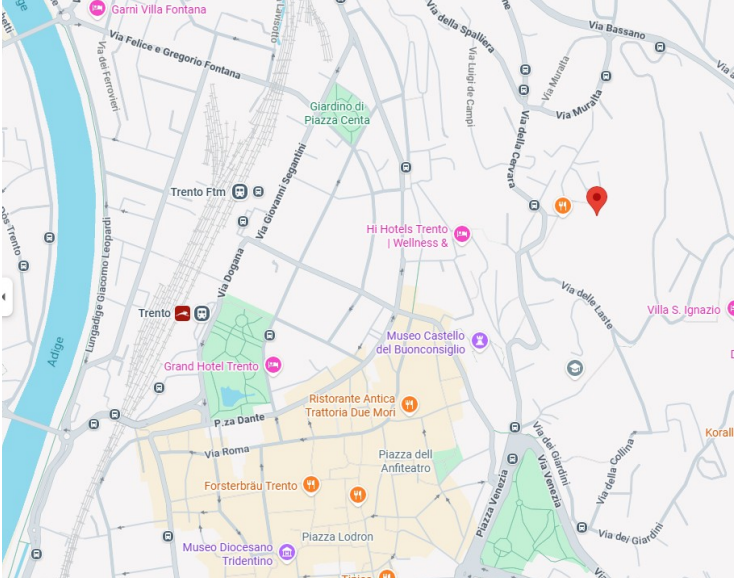 Garni Villa Fontana
Via Felice e Gregorio Fontana
Via dei Ferrovieri
Lavisotto
Via della Spalliera
Via Bassano
Via Luigi de Campi
Via Muralta
Via Muralta
Giardino di
Piazza Centa
Via della Cervara
Trento Ftm
Via Giovanni Segantini
Hi Hotels Trento
| Wellness &
Lungadige Giacomo Leopardi
Trento
Via Dogana
Trento
Via delle Laste
Villa S. Ignazio
Adige
Museo Castello
del Buonconsiglio
Grand Hotel Trento
Ristorante Antica
Trattoria Due Mori
P.za Dante
Via Roma
Piazza dell
Anfiteatro
Via dei Giardini
Via Venezia
Via della Collina
Korall
Forsterbräu Trento
Piazza Venezia
Piazza Lodron
Via dei Giardini
Museo Diocesano
Tridentino